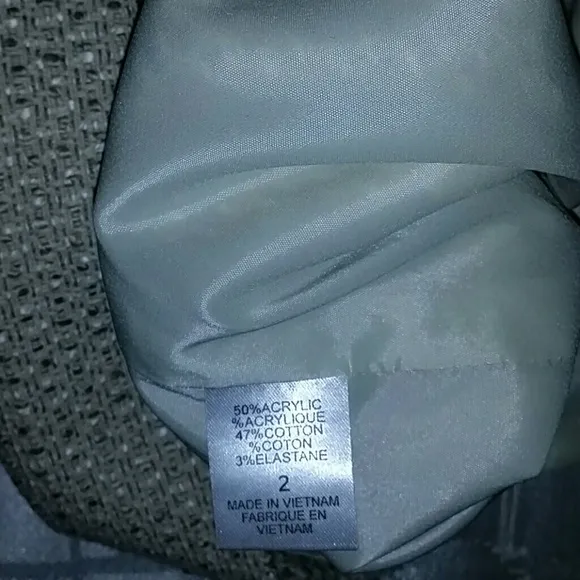 50%ACRYLIC
%ACRYLIQUE
47%COTTON
%COTON
3%ELASTANE
2
MADE IN VIETNAM
FABRIQUE EN
VIETNAM